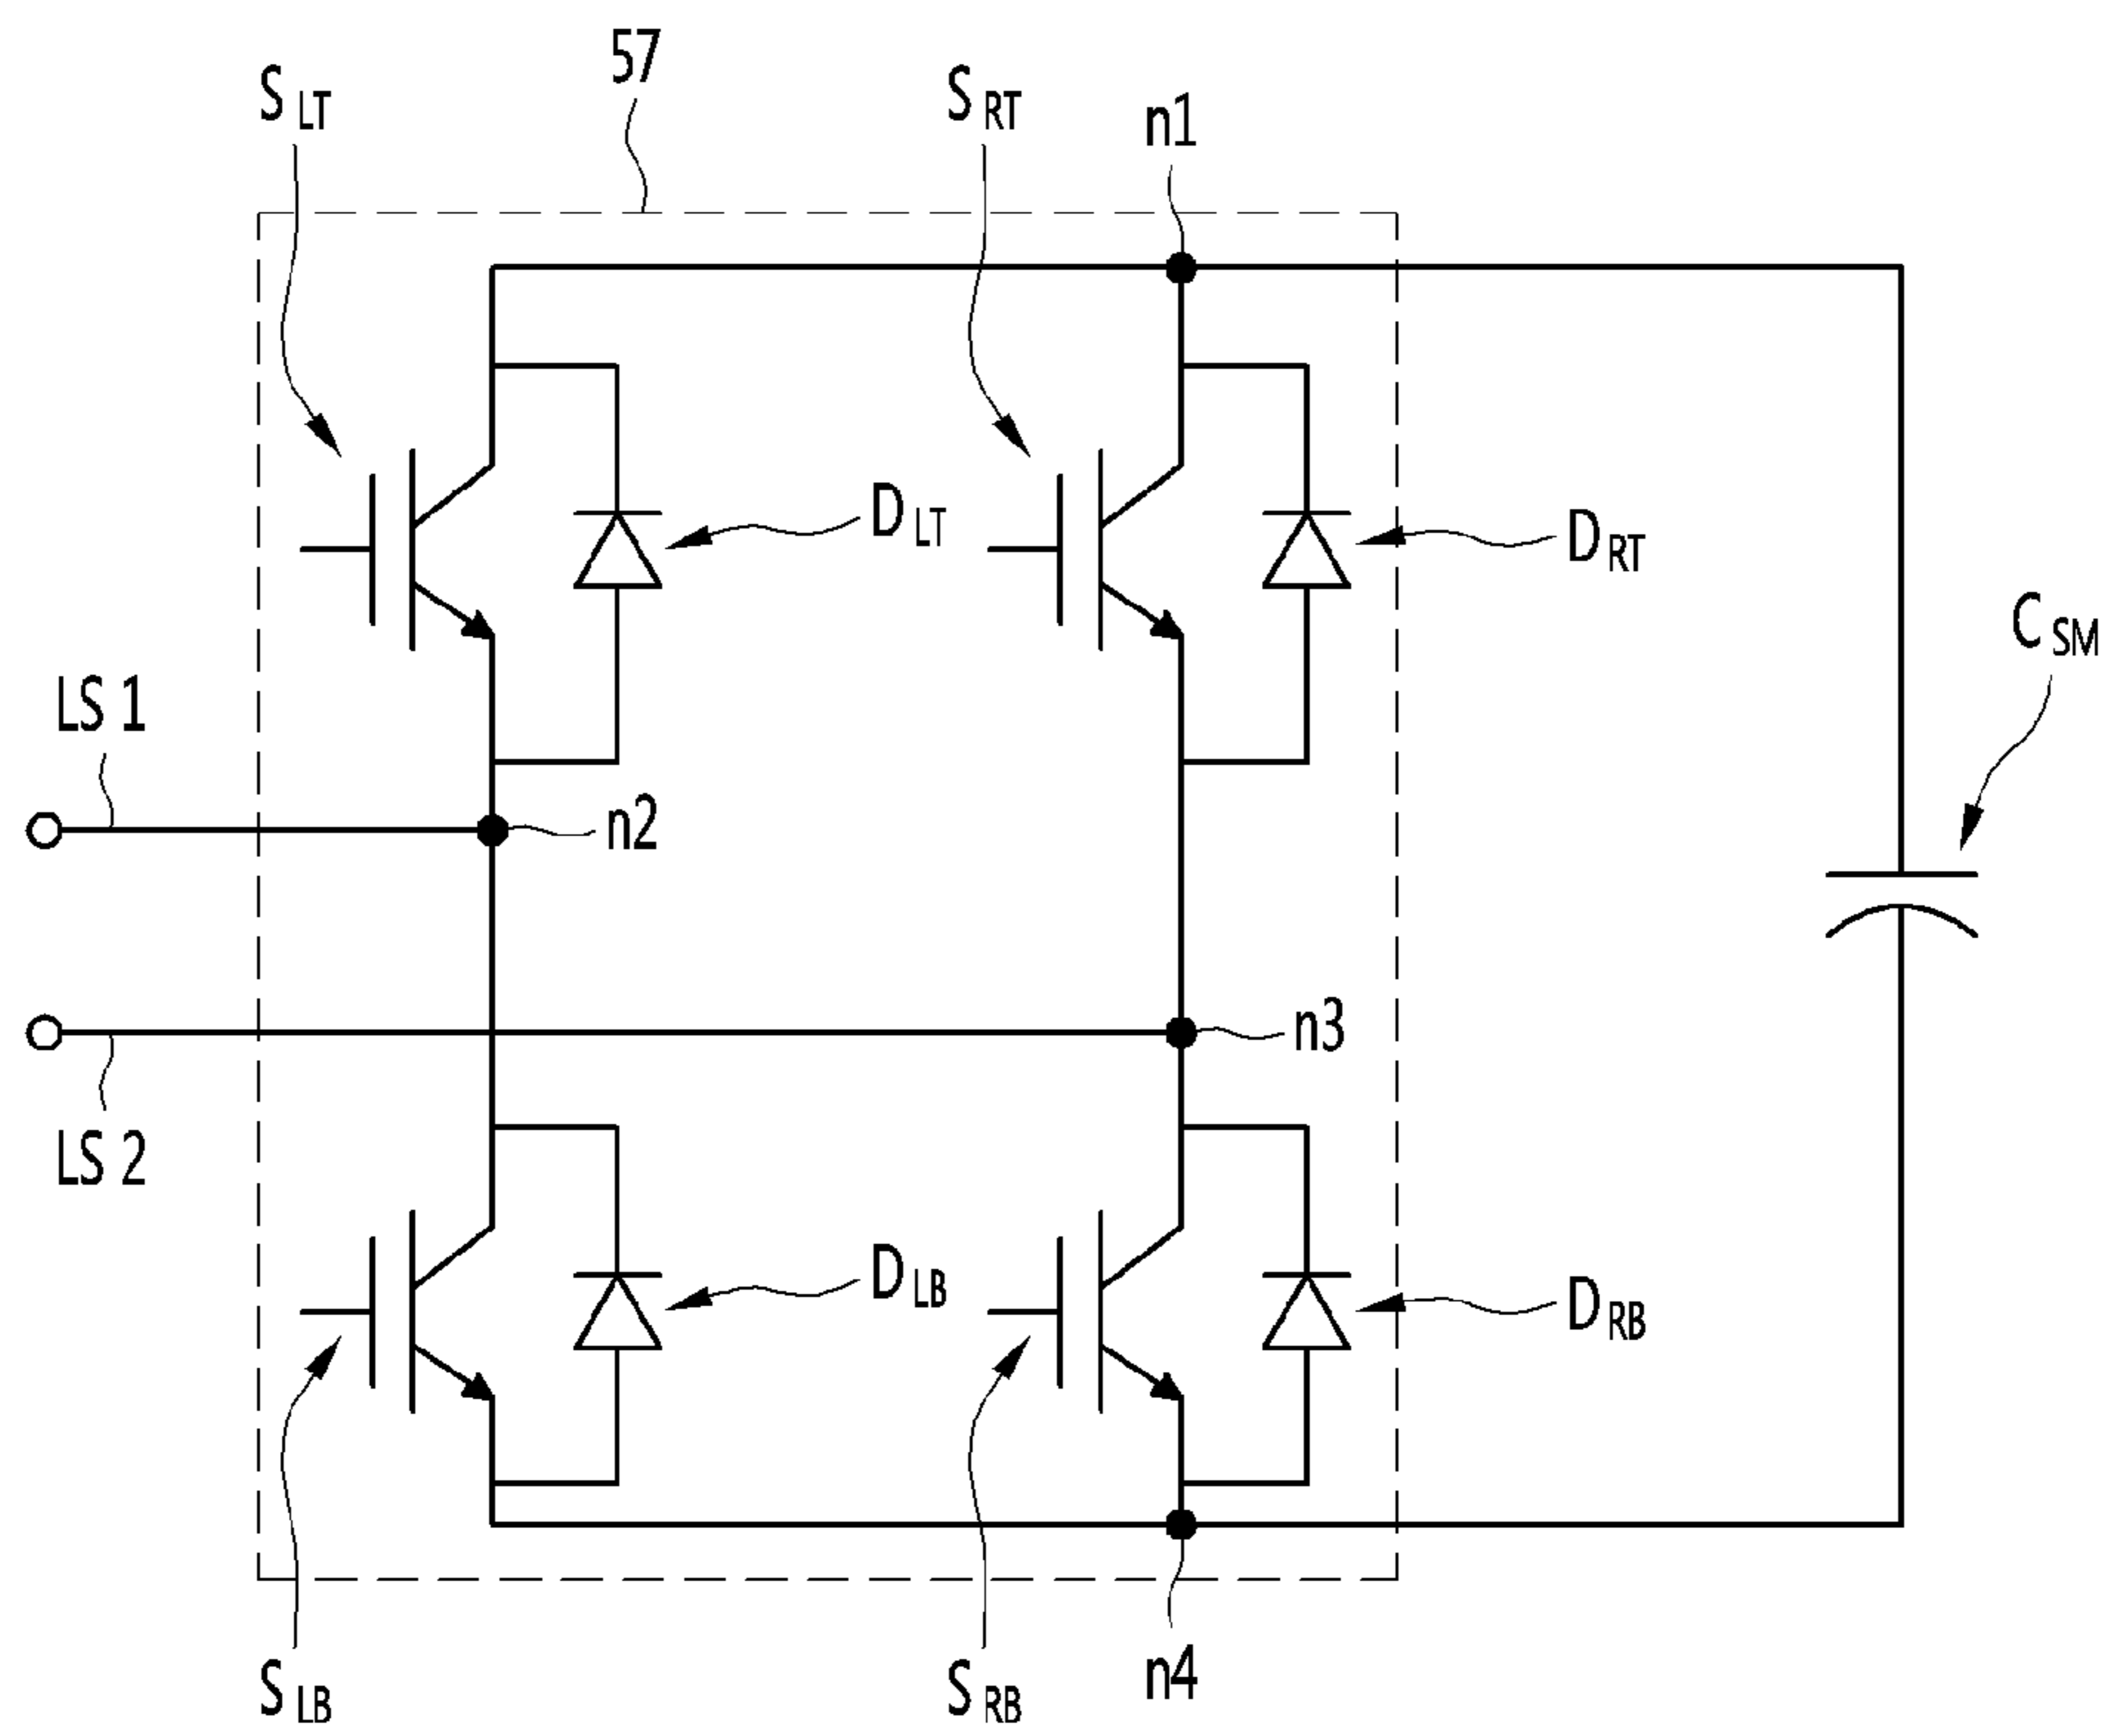 57
S LT
S RT
n1
D LT
D RT
C SM
LS 1
n2
n3
LS 2
D LB
D RB
S LB
S RB
n4